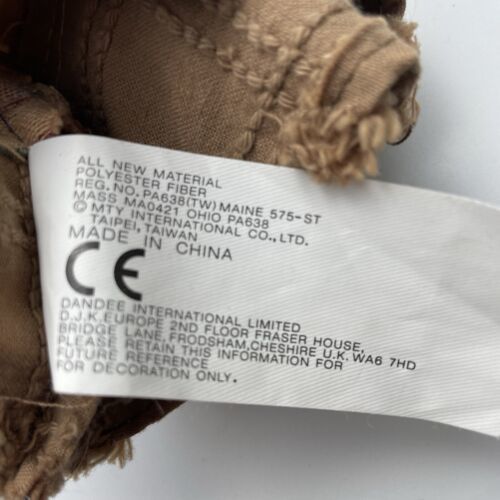 ALL NEW MATERIAL
POLYESTER FIBER
REG. NO. PA638(TW) MAINE 575-ST
MASS MA0421 OHIO PA638
© MTY INTERNATIONAL CO., LTD.
TAIPEI, TAIWAN
MADE IN CHINA
CE
DANDEE INTERNATIONAL LIMITED
D.J.K.EUROPE 2ND FLOOR FRASER HOUSE,
BRIDGE LANE, FRODSHAM,CHESHIRE U.K. WA6 7HD
PLEASE RETAIN THIS INFORMATION FOR
FUTURE REFERENCE
FOR DECORATION ONLY.